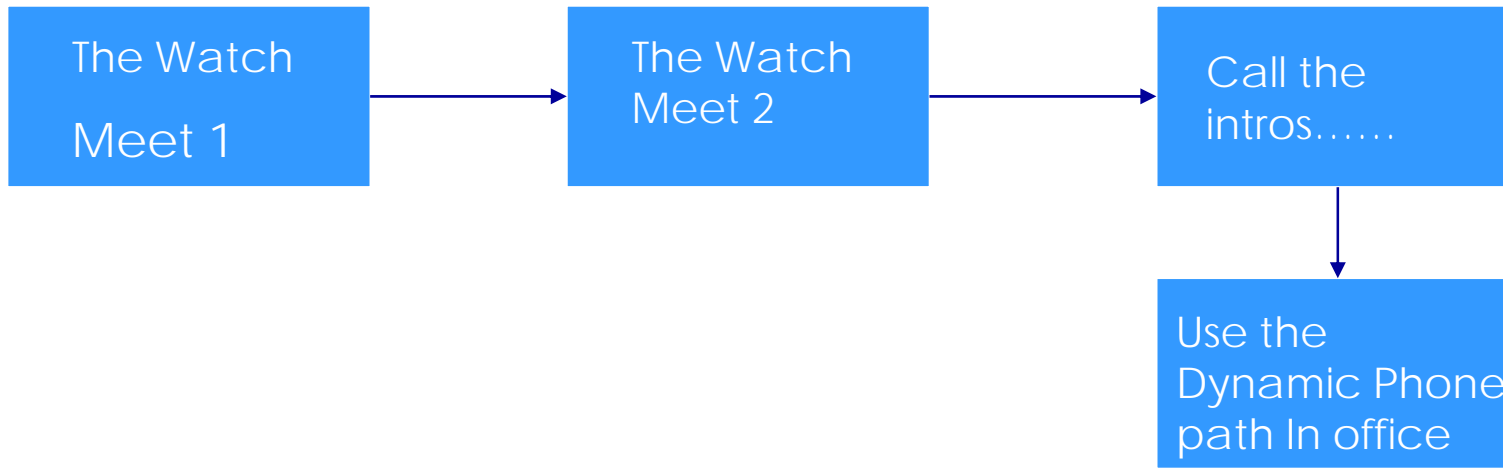 The Watch
Meet 1
The Watch
Meet 2
Call the
intros......
Use the
Dynamic Phone
path In office